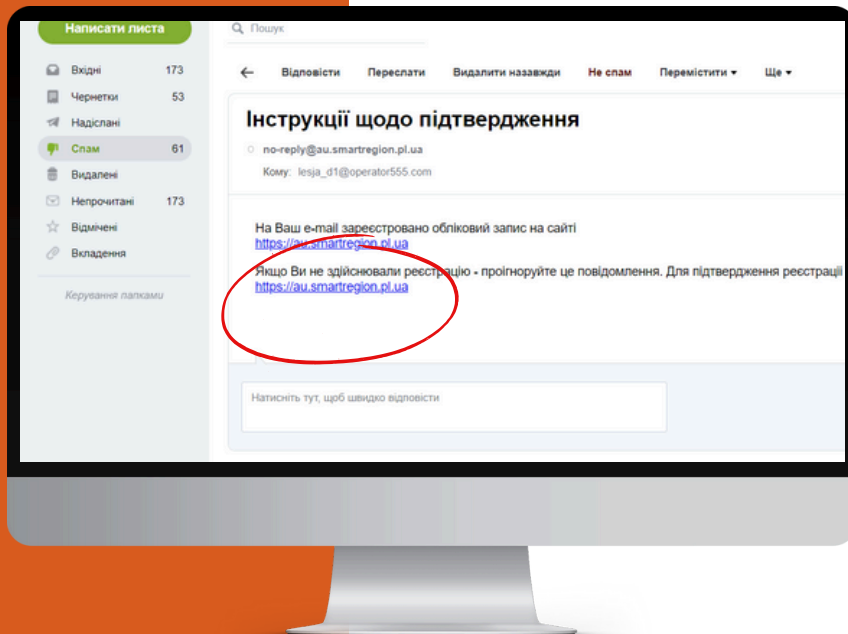 Написати листа
Пошук
Вхідні 173
Чернетки 53
Надіслані
Спам 61
Видалені
Непрочитані 173
Відмічені
Вкладення
Керування папками
Відповісти Переслати Видалити назавжди Не спам Перемістити Ще
Інструкції щодо підтвердження
no-reply@au.smartregion.pl.ua
Кому: lesja_d1@operator555.com
На Ваш e-mail зареєстровано обліковий запис на сайті
https://au.smartregion.pl.ua
Якщо Ви не здійснювали реєстрацію - проігноруйте це повідомлення. Для підтвердження реєстрації
https://au.smartregion.pl.ua
Натисніть тут, щоб швидко відповісти